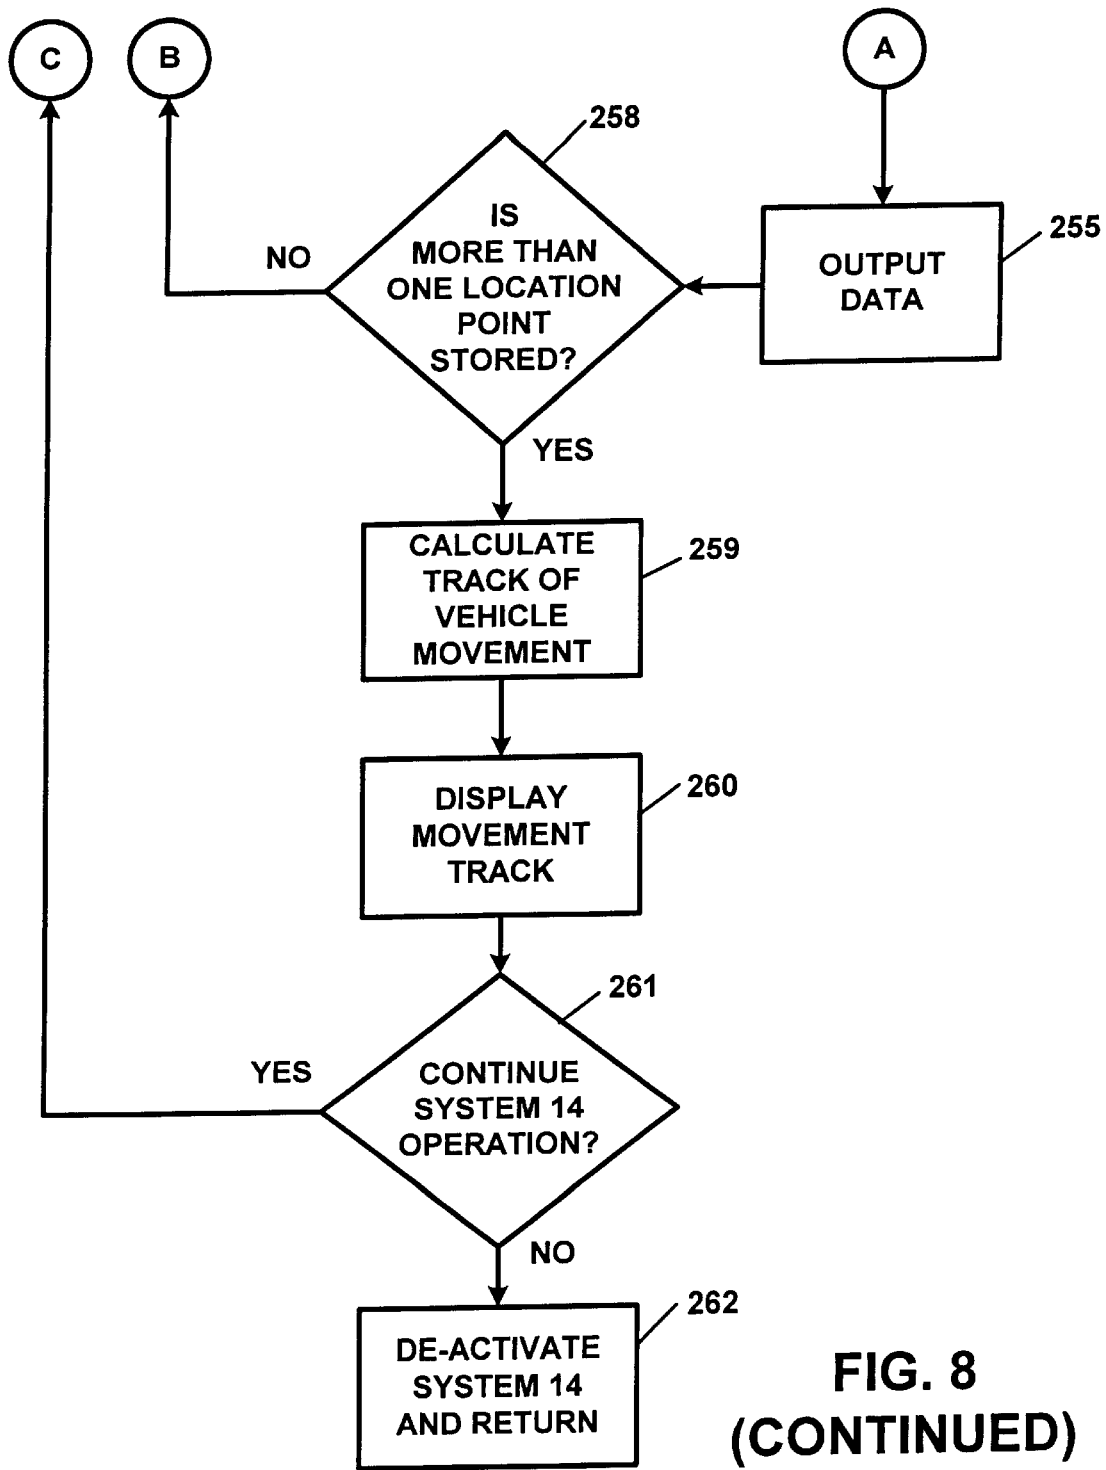 C
B
A
258
IS
MORE THAN
ONE LOCATION
POINT
STORED?
NO
255
OUTPUT
DATA
YES
CALCULATE
TRACK OF
VEHICLE
MOVEMENT
259
DISPLAY
MOVEMENT
TRACK
260
261
YES
CONTINUE
SYSTEM 14
OPERATION?
NO
262
DE-ACTIVATE
SYSTEM 14
AND RETURN
FIG. 8
(CONTINUED)